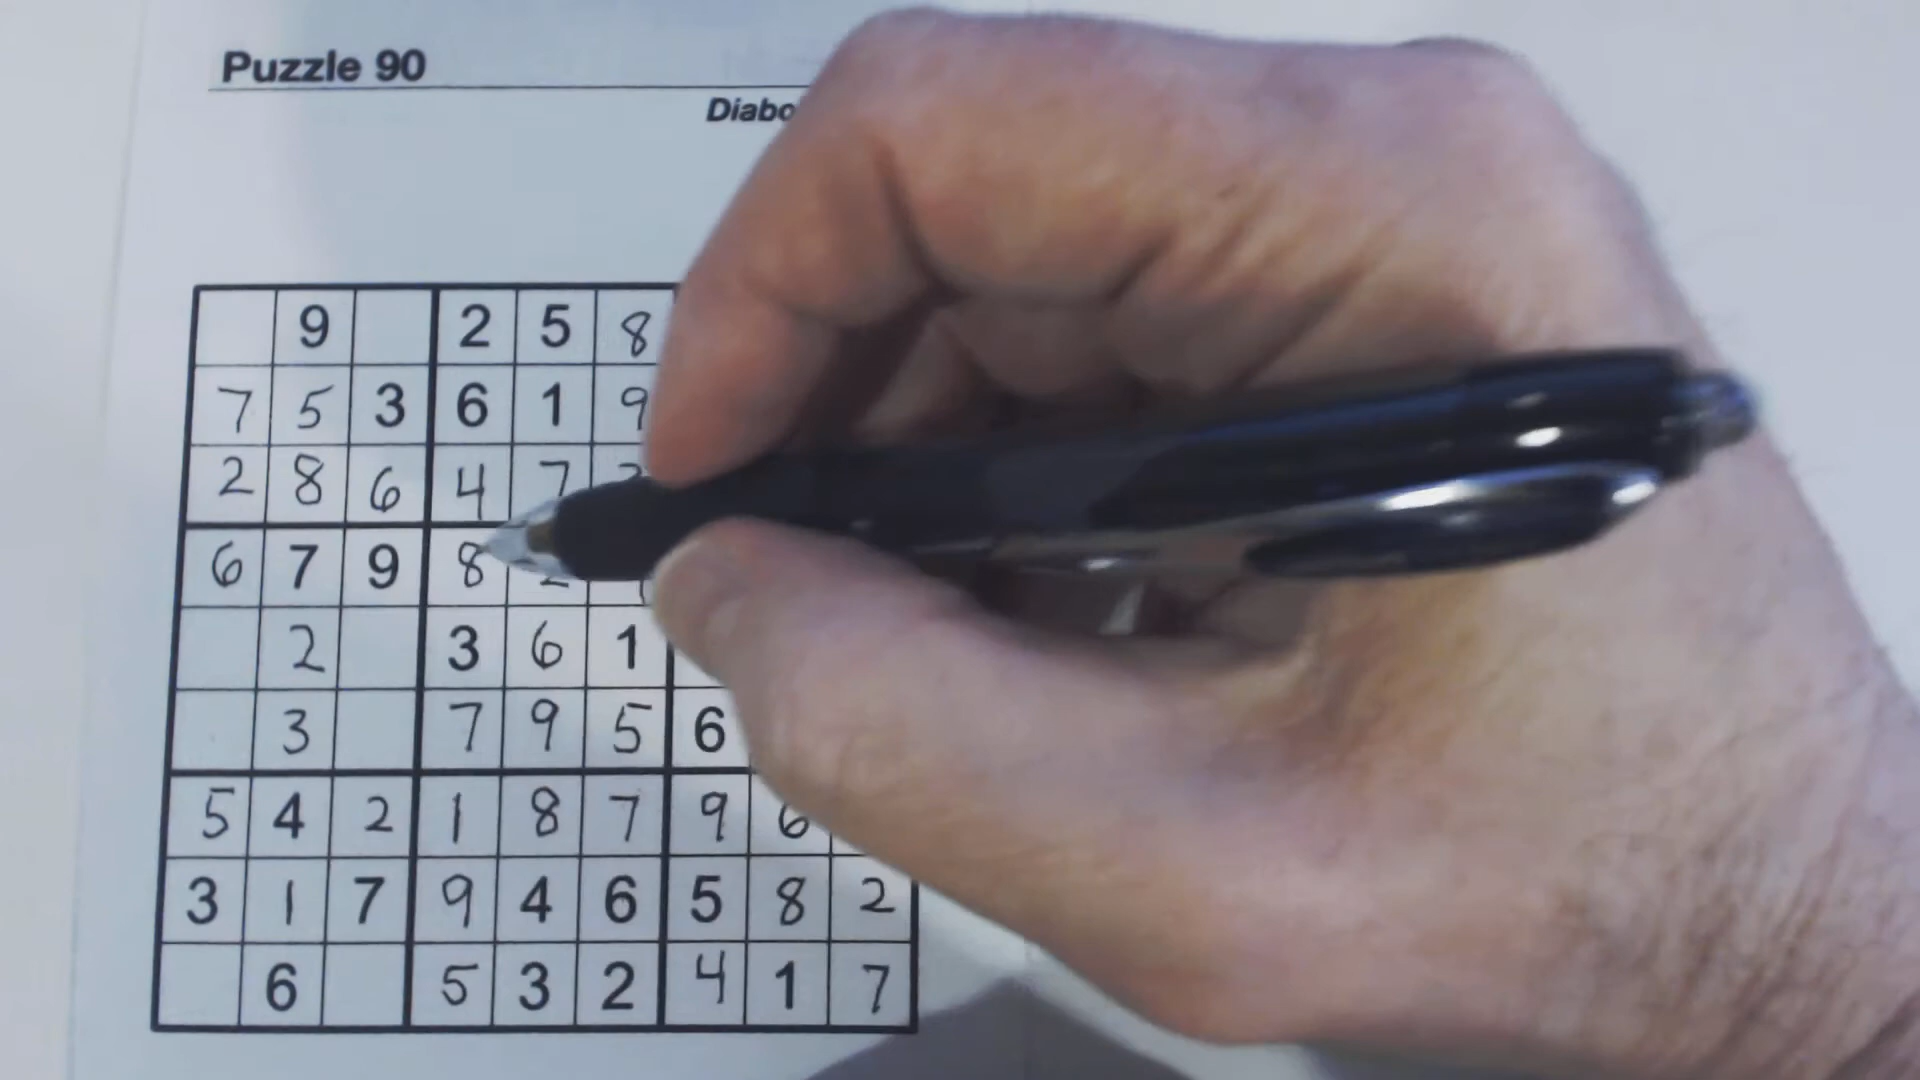 Puzzle 90
Diabo
9 2 5 8
7 5 3 6 1 9
2 8 6 4 7
6 7 9 8 2
2 3 6 1
3 7 9 5 6
5 4 2 1 8 7 9 6
3 1 7 9 4 6 5 8 2
6 5 3 2 4 1 7